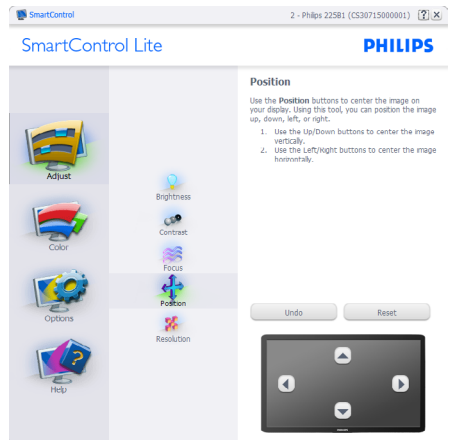 SmartControl
2 - Philips 225B1 (CS30715000001) ? X
SmartControl Lite
PHILIPS
Adjust
Color
Options
Help
Brightness
Contrast
Focus
Position
Resolution
Position
Use the Position buttons to center the image on
your display. Using this tool, you can position the image
up, down, left, or right.
1. Use the Up/Down buttons to center the image
vertically.
2. Use the Left/Right buttons to center the image
horizontally.
Undo
Reset